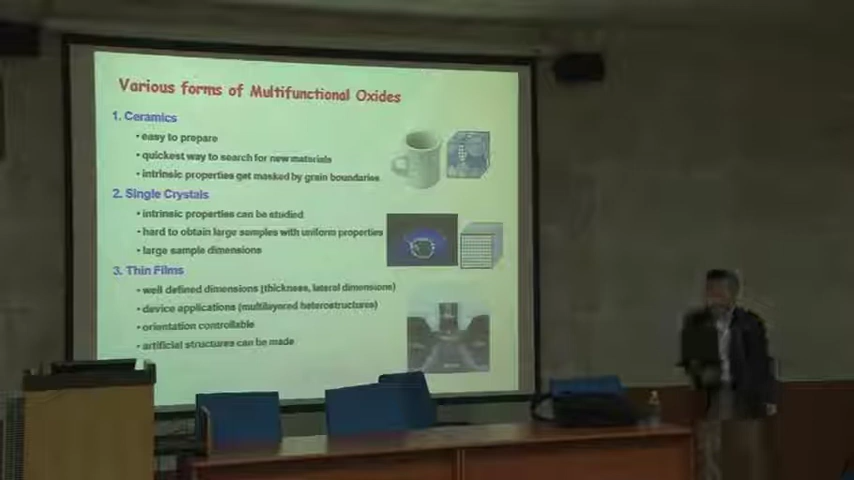 Various forms of Multifunctional Oxides
1. Ceramics
• easy to prepare
• quickest way to search for new materials
• intrinsic properties get masked by grain boundaries
2. Single Crystals
• intrinsic properties can be studied
• hard to obtain large samples with uniform properties
• large sample dimensions
3. Thin Films
• well defined dimensions (thickness, lateral dimensions)
• device applications (multilayered heterostructures)
• orientation controllable
• artificial structures can be made